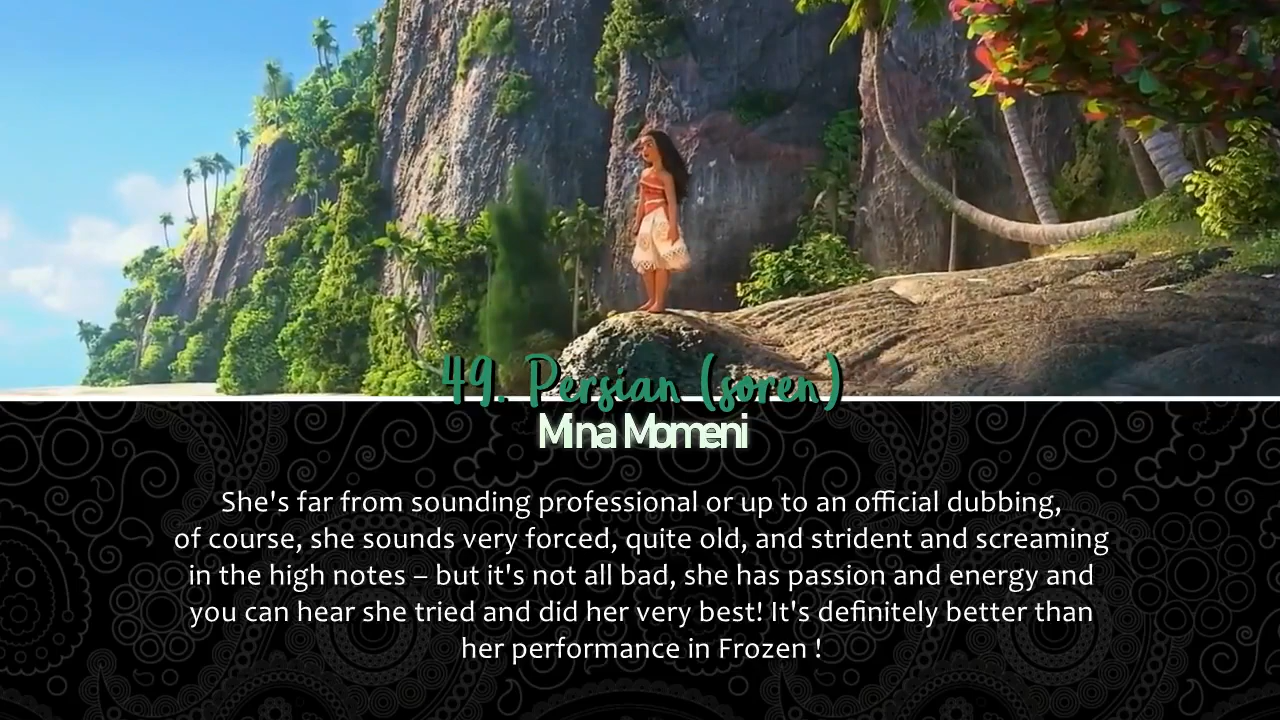 49. Persian (soren)
Mina Momeni
She's far from sounding professional or up to an official dubbing,
of course, she sounds very forced, quite old, and strident and screaming
in the high notes – but it's not all bad, she has passion and energy and
you can hear she tried and did her very best! It's definitely better than
her performance in Frozen !